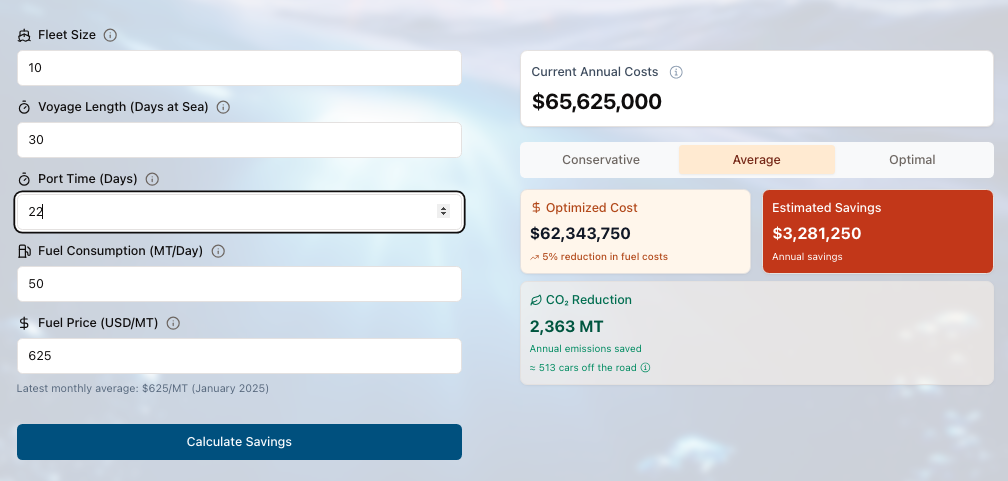 Fleet Size
10
Voyage Length (Days at Sea)
30
Port Time (Days)
22
Fuel Consumption (MT/Day)
50
Fuel Price (USD/MT)
625
Latest monthly average: $625/MT (January 2025)
Calculate Savings
Current Annual Costs
$65,625,000
Conservative
Average
Optimal
Optimized Cost
$62,343,750
5% reduction in fuel costs
Estimated Savings
$3,281,250
Annual savings
CO₂ Reduction
2,363 MT
Annual emissions saved
≈ 513 cars off the road